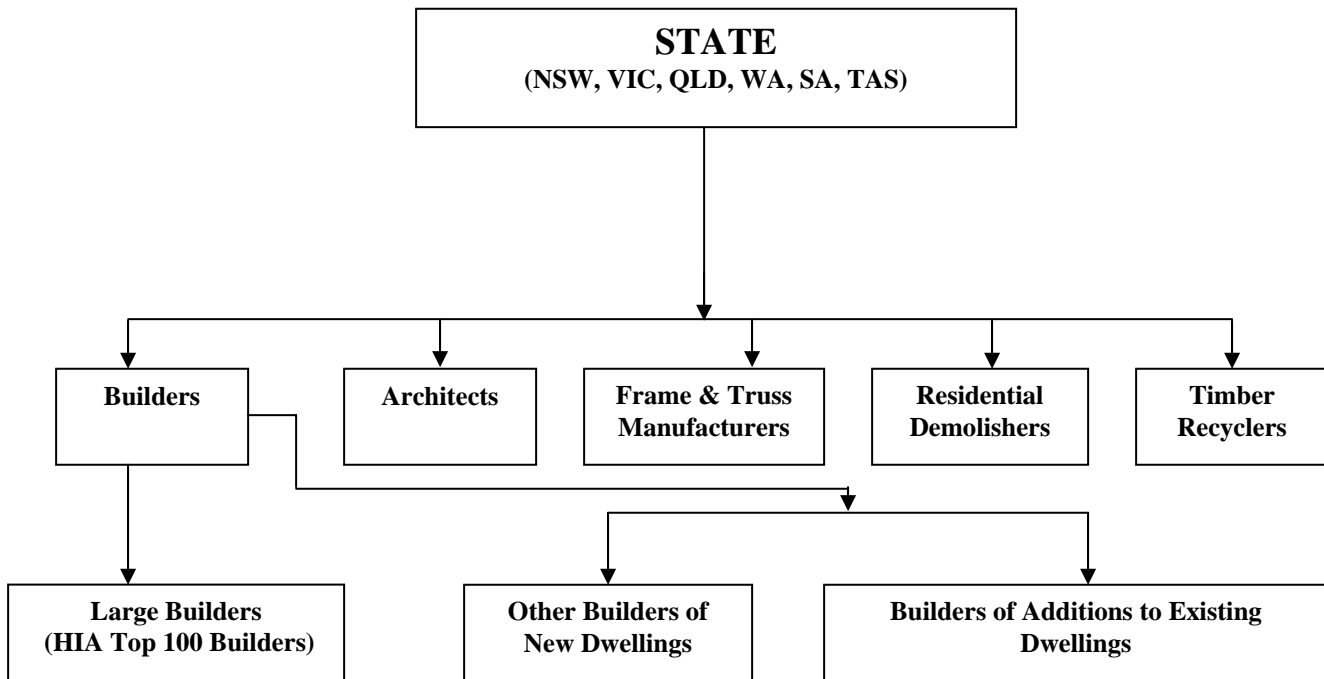 STATE
(NSW, VIC, QLD, WA, SA, TAS)
Builders
Architects
Frame & Truss
Manufacturers
Residential
Demolishers
Timber
Recyclers
Large Builders
(HIA Top 100 Builders)
Other Builders of
New Dwellings
Builders of Additions to Existing
Dwellings